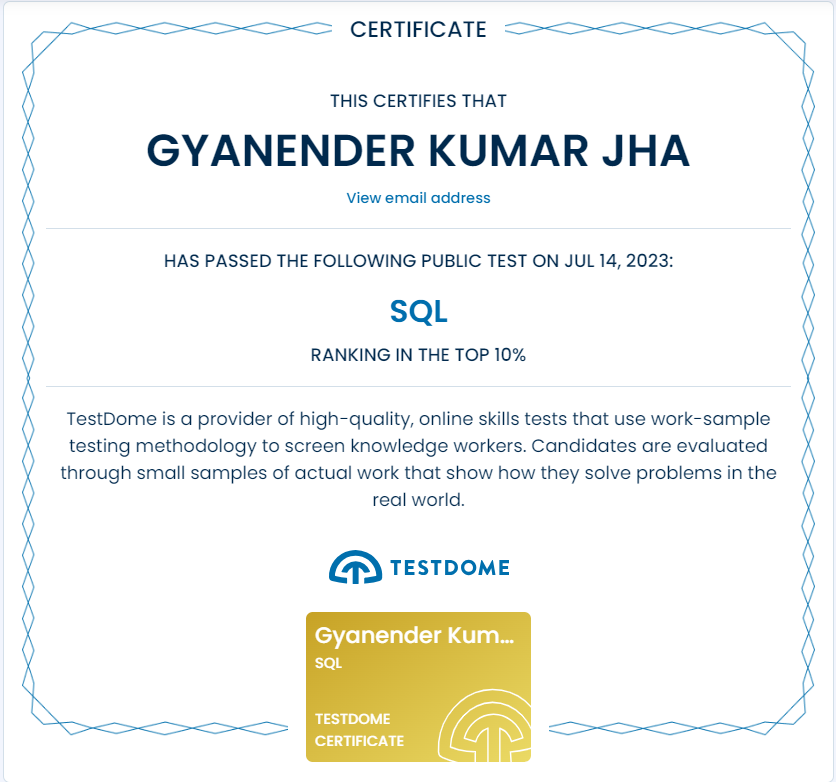 CERTIFICATE
THIS CERTIFIES THAT
GYANENDER KUMAR JHA
View email address
HAS PASSED THE FOLLOWING PUBLIC TEST ON JUL 14, 2023:
SQL
RANKING IN THE TOP 10%
TestDome is a provider of high-quality, online skills tests that use work-sample
testing methodology to screen knowledge workers. Candidates are evaluated
through small samples of actual work that show how they solve problems in the
real world.
TESTDOME
Gyanender Kum...
SQL
TESTDOME
CERTIFICATE